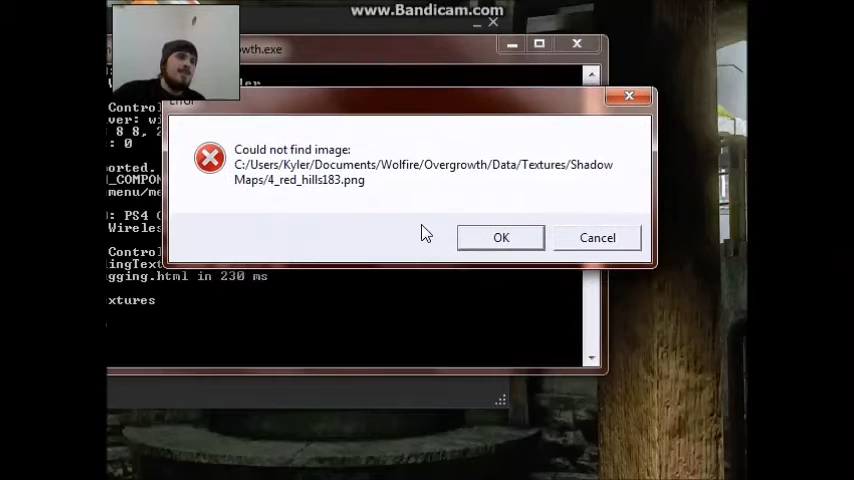 www.Bandicam.com
wth.exe
er
Control
ver: wi
8 8, 2
: 0
Could not find image:
C:/Users/Kyler/Documents/Wolfire/Overgrowth/Data/Textures/Shadow
Maps/4_red_hills183.png
ported.
_COMPON
menu/me
: PS4 C
Wireles
OK
Cancel
Control
lingText
gging.html in 230 ms
xtures